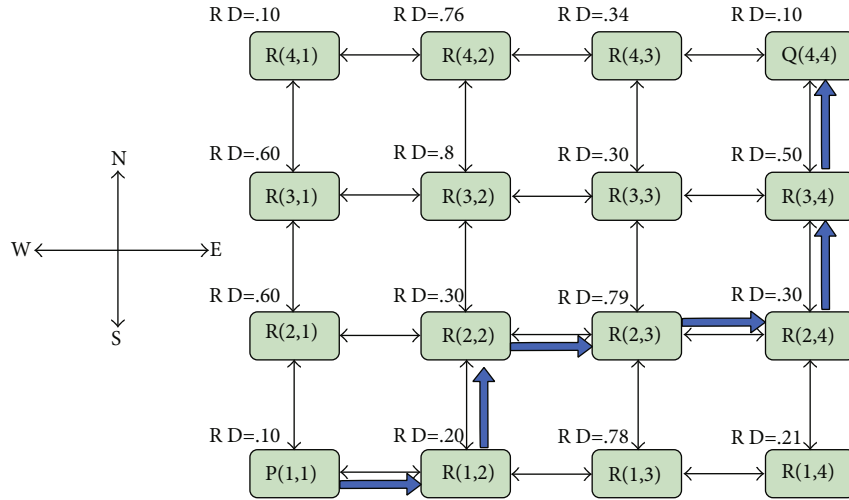 R D=.10 R D=.76 R D=.34 R D=.10
R(4,1) R(4,2) R(4,3) Q(4,4)
N
R D=.60 R D=.8 R D=.30 R D=.50
R(3,1) R(3,2) R(3,3) R(3,4)
W E
R D=.60 R D=.30 R D=.79 R D=.30
R(2,1) R(2,2) R(2,3) R(2,4)
S
R D=.10 R D=.20 R D=.78 R D=.21
P(1,1) R(1,2) R(1,3) R(1,4)